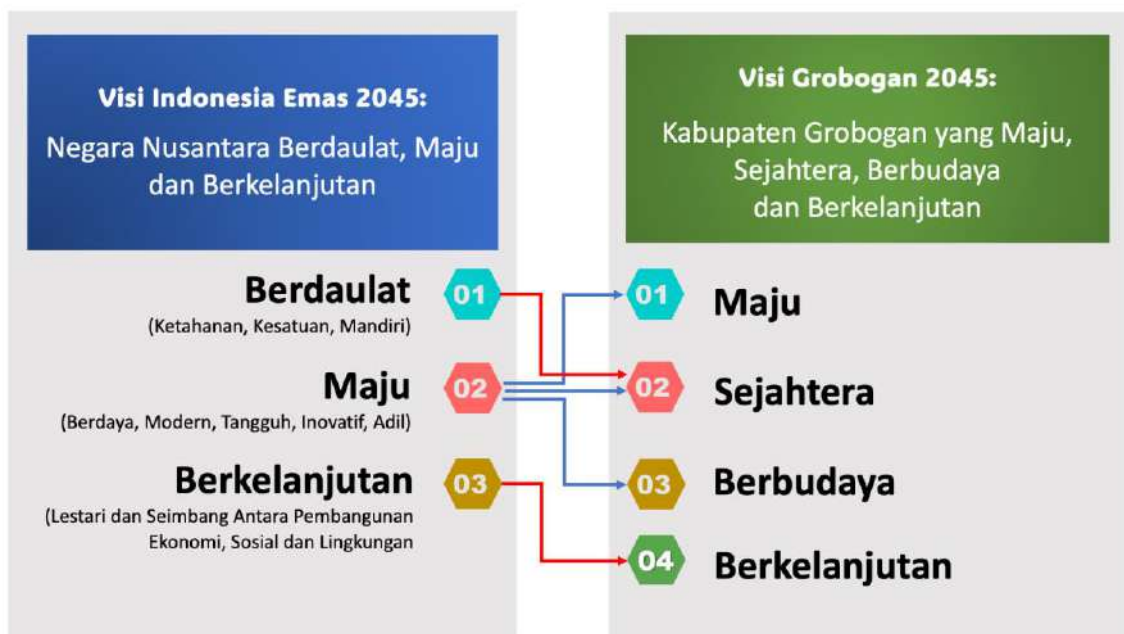 Visi Indonesia Emas 2045:
Negara Nusantara Berdaulat, Maju
dan Berkelanjutan
Berdaulat
01
(Ketahanan, Kesatuan, Mandiri)
Maju
02
(Berdaya, Modern, Tangguh, Inovatif, Adil)
Berkelanjutan
03
(Lestari dan Seimbang Antara Pembangunan
Ekonomi, Sosial dan Lingkungan
Visi Grobogan 2045:
Kabupaten Grobogan yang Maju,
Sejahtera, Berbudaya
dan Berkelanjutan
01
Maju
02
Sejahtera
03
Berbudaya
04
Berkelanjutan